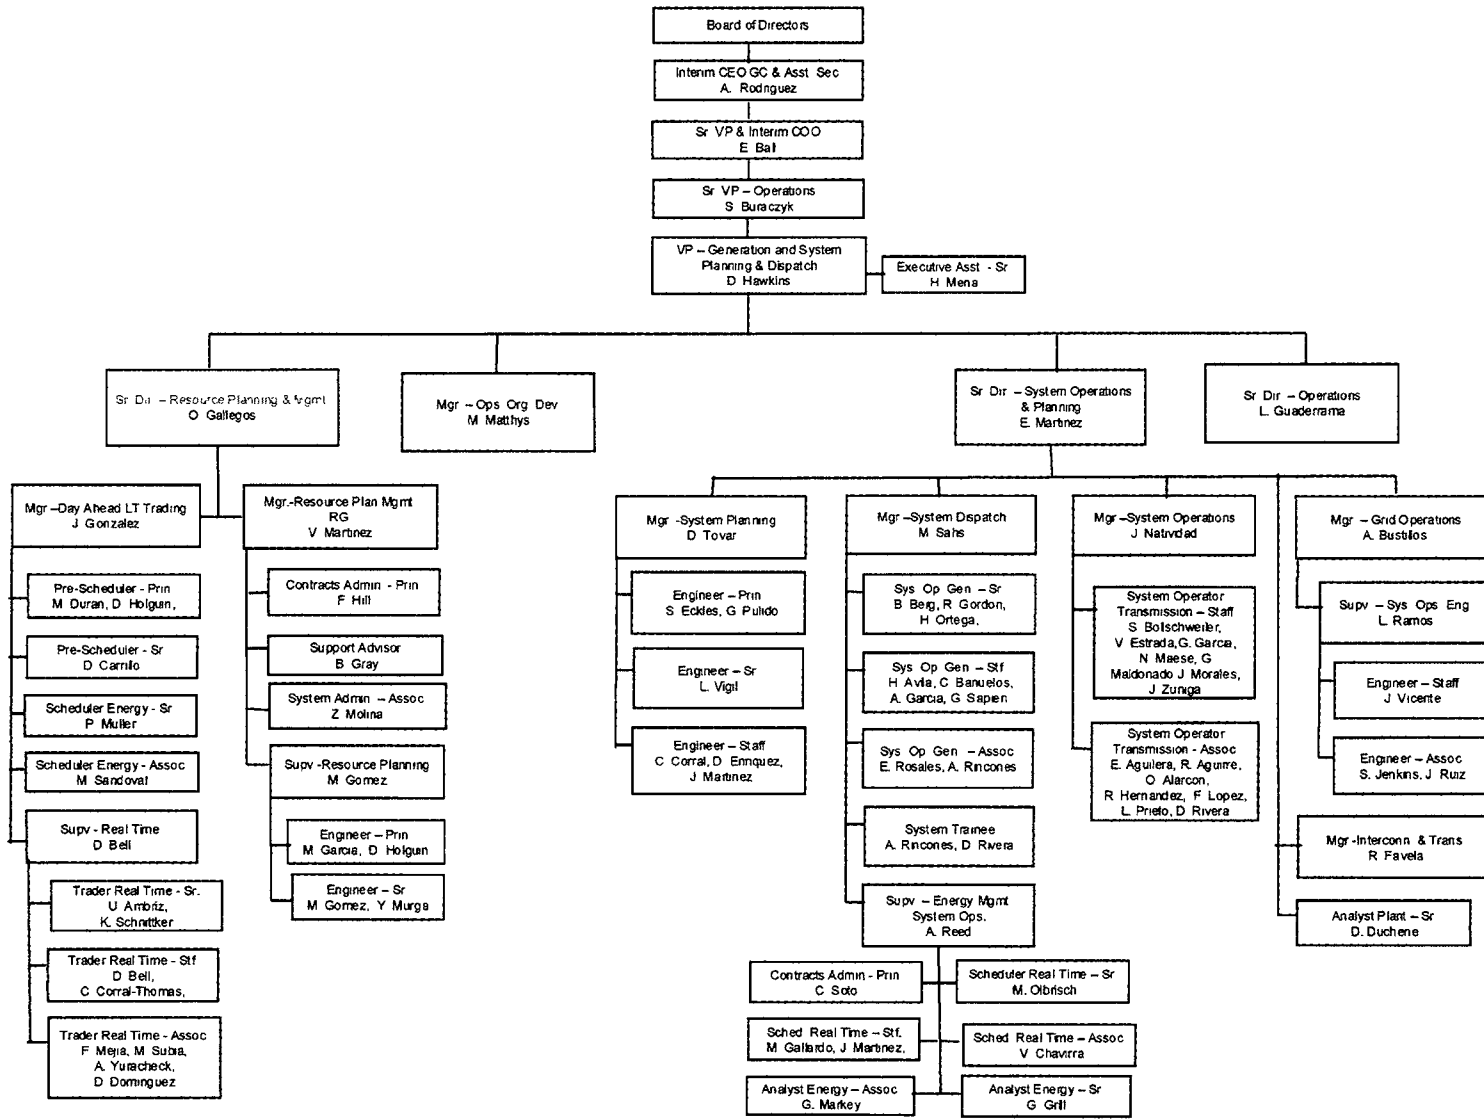 Board of Directors
Interim CEO GC & Asst Sec
A. Rodriguez
Sr VP & Interim COO
E Ball
Sr VP – Operations
S Buraczyk
VP – Generation and System
Planning & Dispatch
D Hawkins
Executive Asst - Sr
H Mena
Sr Dir – Resource Planning & Mgmt
O Gallegos
Mgr – Ops Org Dev
M Matthys
Sr Dir – System Operations
& Planning
E. Martinez
Sr Dir – Operations
L. Guaderrama
Mgr –Day Ahead LT Trading
J Gonzalez
Pre-Scheduler - Prin
M Duran, D Holguin,
Pre-Scheduler - Sr
D Carrillo
Scheduler Energy - Sr
P Muller
Scheduler Energy - Assoc
M Sandoval
Supv - Real Time
D Bell
Trader Real Time - Sr.
U Ambriz,
K. Schnittker
Trader Real Time - Stf
D Bell,
C Corral-Thomas,
Trader Real Time - Assoc
F Mejia, M Subia,
A. Yuracheck,
D Dominguez
Mgr.-Resource Plan Mgmt
RG
V Martinez
Contracts Admin - Prin
F Hill
Support Advisor
B Gray
System Admin – Assoc
Z Molina
Supv -Resource Planning
M Gomez
Engineer – Prin
M Garcia, D Holguin
Engineer – Sr
M Gomez, Y Murga
Mgr -System Planning
D Tovar
Engineer – Prin
S Eckles, G Pulido
Engineer – Sr
L. Vigil
Engineer – Staff
C Corral, D Enriquez,
J Martinez
Mgr –System Dispatch
M Sahs
Sys Op Gen – Sr
B Berg, R Gordon,
H Ortega,
Sys Op Gen – Stf
H Avila, C Banuelos,
A. Garcia, G Sapien
Sys Op Gen – Assoc
E. Rosales, A. Rincones
System Trainee
A. Rincones, D Rivera
Supv – Energy Mgmt
System Ops.
A. Reed
Contracts Admin - Prin
C Soto
Scheduler Real Time – Sr
M. Olbrisch
Sched Real Time – Stf.
M Gallardo, J Martinez,
Sched Real Time – Assoc
V Chavirra
Analyst Energy – Assoc
G. Markey
Analyst Energy – Sr
G Grill
Mgr–System Operations
J Natividad
System Operator
Transmission – Staff
S Bollschweiler,
V Estrada, G. Garcia,
N Maese, G
Maldonado J Morales,
J Zuniga
System Operator
Transmission - Assoc
E. Aguilera, R. Aguirre,
O Alarcon,
R Hernandez, F Lopez,
L. Prieto, D Rivera
Mgr – Grid Operations
A. Bustillos
Supv – Sys Ops Eng
L. Ramos
Engineer – Staff
J Vicente
Engineer – Assoc
S. Jenkins, J Ruiz
Mgr -Interconn & Trans
R Favela
Analyst Plant – Sr
D. Duchene